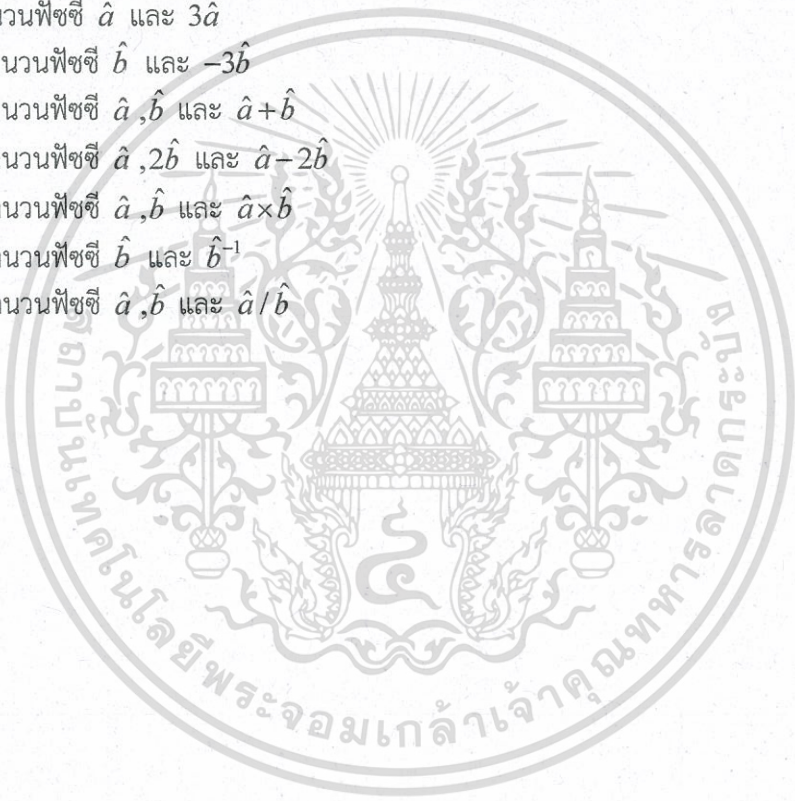 นวนฟัซซี â และ 3â
นวนฟัซซี b̂ และ −3b̂
นวนฟัซซี â ,b̂ และ â+b̂
นวนฟัซซี â ,2b̂ และ â−2b̂
นวนฟัซซี â ,b̂ และ â×b̂
นวนฟัซซี b̂ และ b̂⁻¹
นวนฟัซซี â ,b̂ และ â/b̂
สถาบันเทคโนโลยีพระจอมเกล้าเจ้าคุณทหารลาดกระบัง